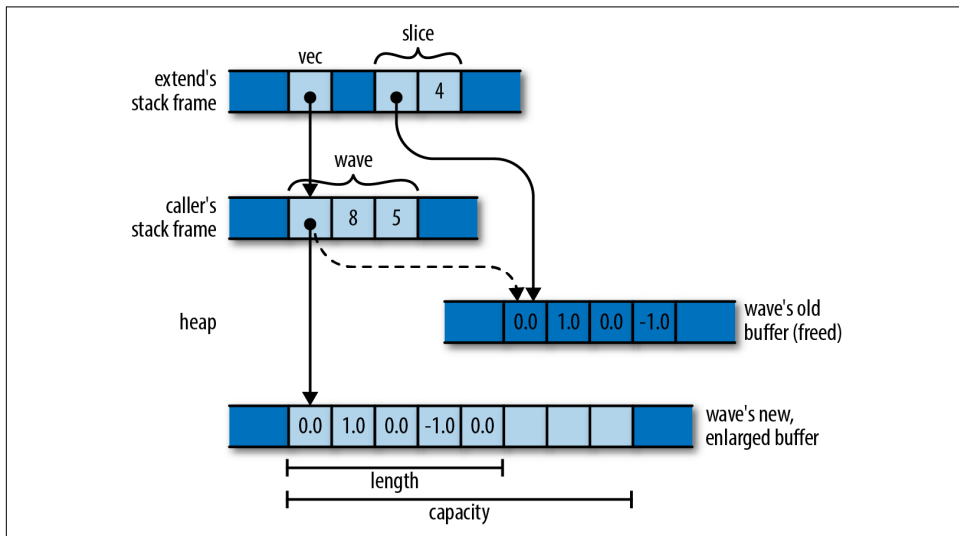 slice
vec
extend's
stack frame
4
wave
caller's
stack frame
8 5
heap
0.0 1.0 0.0 -1.0
wave's old
buffer (freed)
0.0 1.0 0.0 -1.0 0.0
wave's new,
enlarged buffer
length
capacity